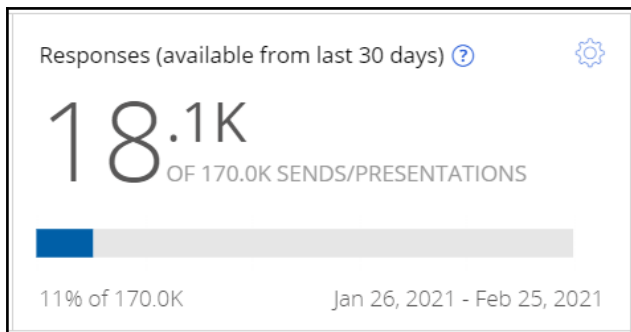 Responses (available from last 30 days) ?
18.1K
OF 170.0K SENDS/PRESENTATIONS
11% of 170.0K Jan 26, 2021 - Feb 25, 2021